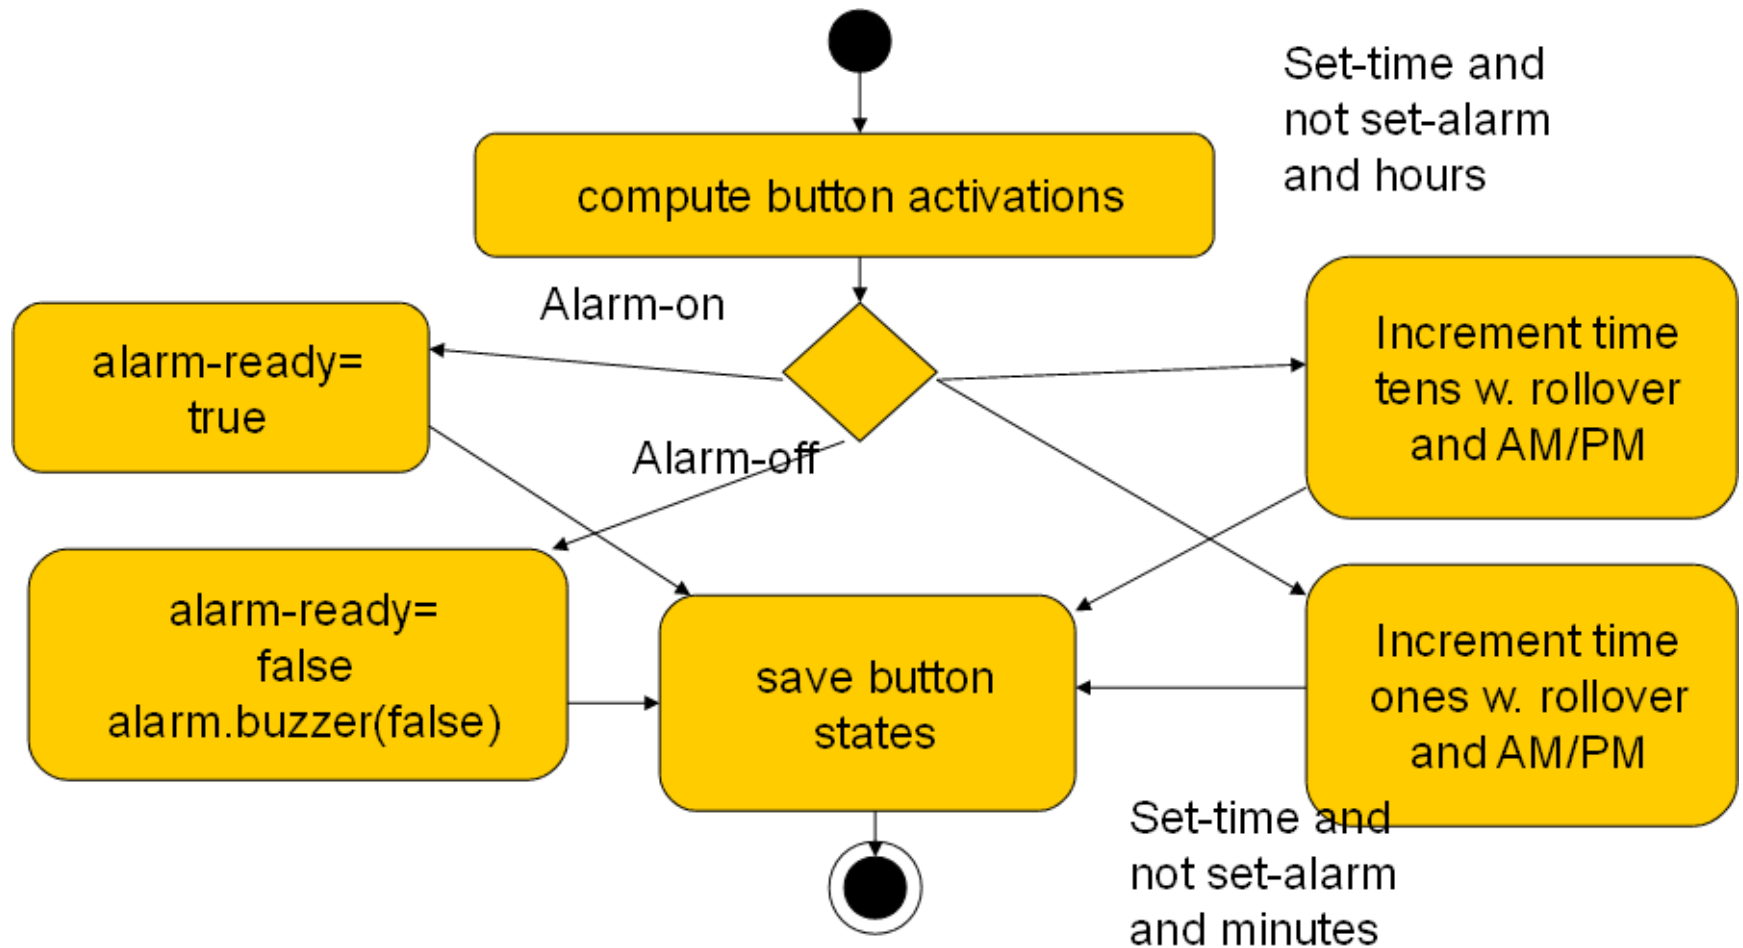 Set-time and
not set-alarm
and hours
compute button activations
Alarm-on
alarm-ready=
true
Increment time
tens w. rollover
and AM/PM
Alarm-off
alarm-ready=
false
alarm.buzzer(false)
save button
states
Increment time
ones w. rollover
and AM/PM
Set-time and
not set-alarm
and minutes